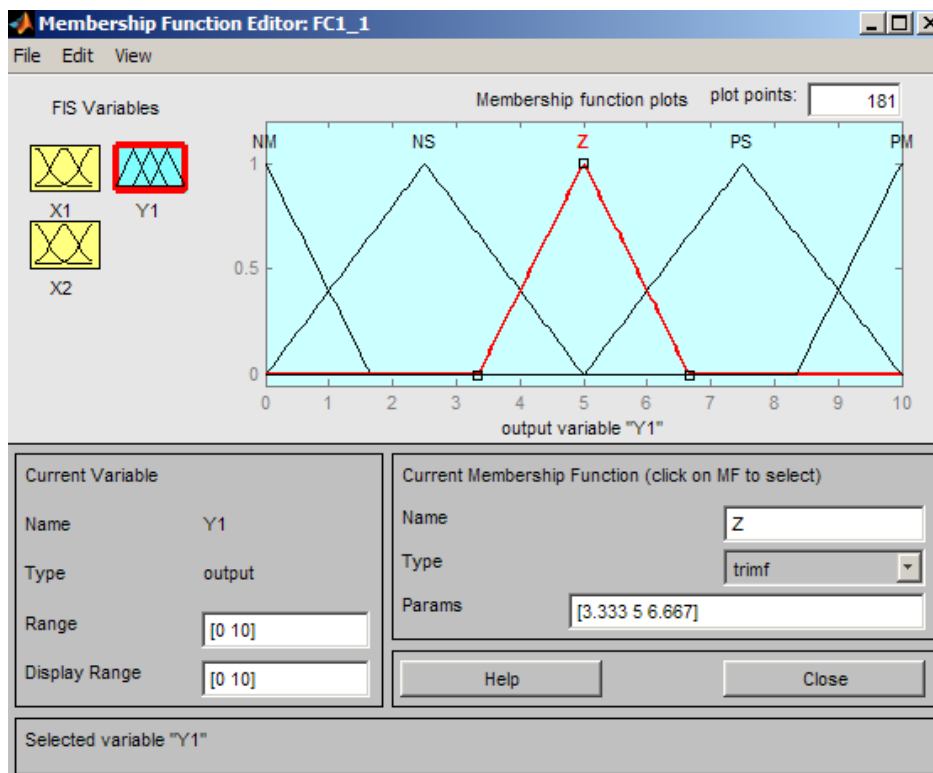 Membership Function Editor: FC1_1
File Edit View
FIS Variables
Membership function plots plot points: 181
X1 Y1
X2
NM NS Z PS PM
1
0.5
0
0 1 2 3 4 5 6 7 8 9 10
output variable "Y1"
Current Variable
Name Y1
Type output
Range [0 10]
Display Range [0 10]
Current Membership Function (click on MF to select)
Name Z
Type trimf
Params [3.333 5 6.667]
Help Close
Selected variable "Y1"